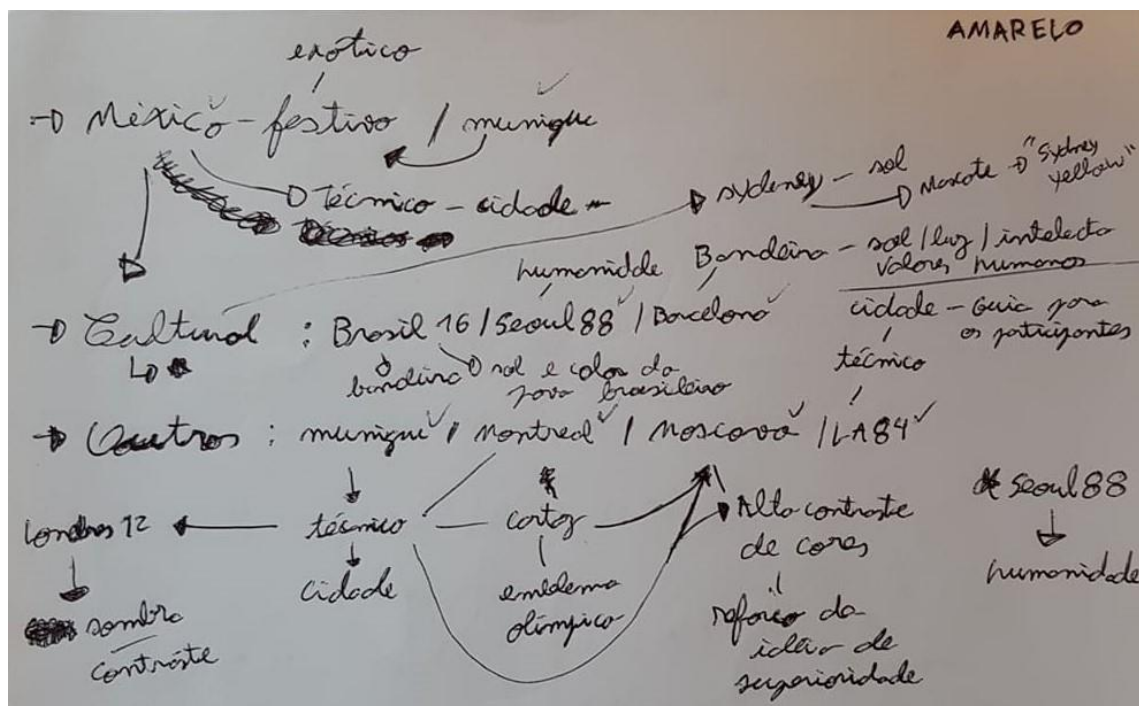 AMARELO
exótico
México - festivo / munique
técnico - cidade
sydeney - sol
Mascote → "Sydney
yellow"
humanidde
Bandeira - sol / luz / intelecto
valores humanos
Cultural : Brasil 16 / Seoul 88 / Barcelona
cidade - Guia para
os participantes
técnico
bandeira
sol e calor do
povo brasileiro
Outros : munique / Montreal / Moscovo / LA84
Londres 12
técnico
cartaz
Alto contraste
de cores
Seoul 88
sombra
contraste
cidade
emblema
olímpico
reforço da
ideia de
superioridade
humanidade